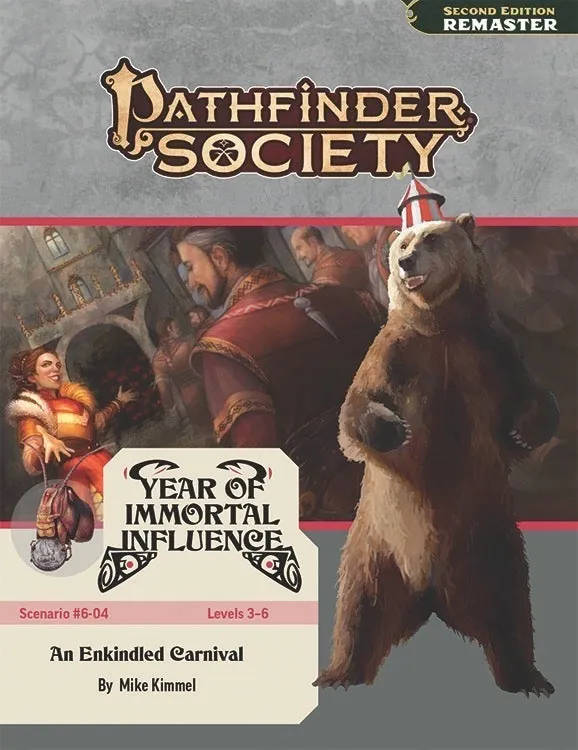 SECOND EDITION
REMASTER
PATHFINDER
SOCIETY
YEAR OF
IMMORTAL
INFLUENCE
Scenario #6-04 Levels 3–6
An Enkindled Carnival
By Mike Kimmel